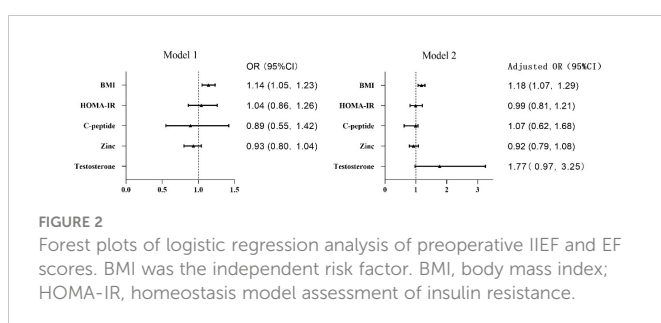 Model 1
OR (95%CI)
BMI 1.14 (1.05, 1.23)
HOMA-IR 1.04 (0.86, 1.26)
C-peptide 0.89 (0.55, 1.42)
Zinc 0.93 (0.80, 1.04)
Testosterone
0.0 0.5 1.0 1.5
Model 2
Adjusted OR (95%CI)
BMI 1.18 (1.07, 1.29)
HOMA-IR 0.99 (0.81, 1.21)
C-peptide 1.07 (0.62, 1.68)
Zinc 0.92 (0.79, 1.08)
Testosterone 1.77( 0.97, 3.25)
0 1 2 3
FIGURE 2
Forest plots of logistic regression analysis of preoperative IIEF and EF
scores. BMI was the independent risk factor. BMI, body mass index;
HOMA-IR, homeostasis model assessment of insulin resistance.